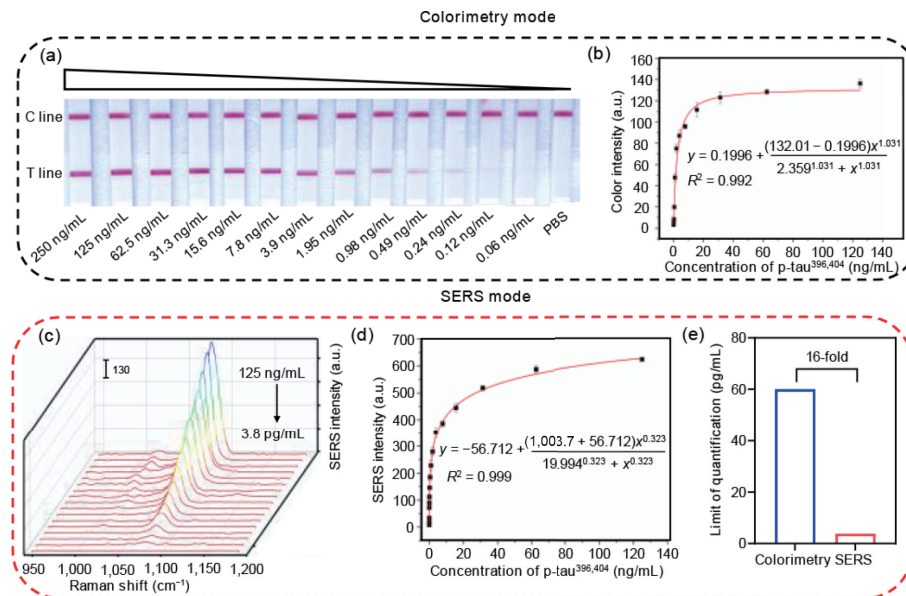 Colorimetry mode
(a)
C line
T line
250 ng/mL
125 ng/mL
62.5 ng/mL
31.3 ng/mL
15.6 ng/mL
7.8 ng/mL
3.9 ng/mL
1.95 ng/mL
0.98 ng/mL
0.49 ng/mL
0.24 ng/mL
0.12 ng/mL
0.06 ng/mL
PBS
(b)
Color intensity (a.u.)
160
140
120
100
80
60
40
20
0
y = 0.1996 + (132.01 − 0.1996)x^1.031 / 2.359^1.031 + x^1.031
R² = 0.992
0 20 40 60 80 100 120 140
Concentration of p-tau³⁹⁶,⁴⁰⁴ (ng/mL)
SERS mode
(c)
130
125 ng/mL
3.8 pg/mL
SERS intensity (a.u.)
950 1,000 1,050 1,100 1,150 1,200
Raman shift (cm⁻¹)
(d)
SERS intensity (a.u.)
700
600
500
400
300
200
100
0
y = −56.712 + (1,003.7 + 56.712)x^0.323 / 19.994^0.323 + x^0.323
R² = 0.999
0 20 40 60 80 100 120 140
Concentration of p-tau³⁹⁶,⁴⁰⁴ (ng/mL)
(e)
Limit of quantification (pg/mL)
80
60
40
20
0
16-fold
Colorimetry SERS